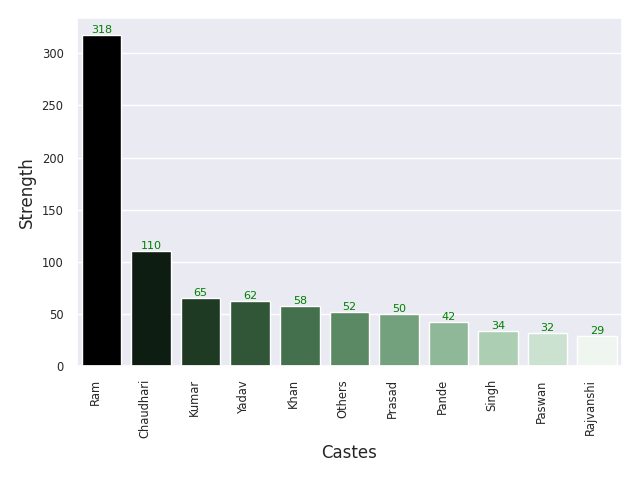 318
300
250
200
150
110
100
65
62
58
52
50
50
42
34
32
29
0
Strength
Ram
Chaudhari
Kumar
Yadav
Khan
Others
Prasad
Pande
Singh
Paswan
Rajvanshi
Castes